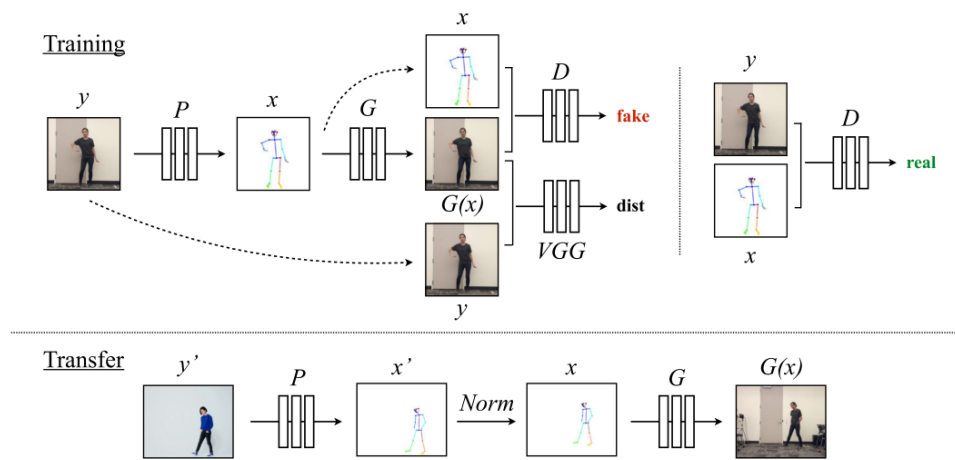 Training
y
P
x
G
x
G(x)
y
D
fake
VGG
dist
y
x
D
real
Transfer
y’
P
x’
Norm
x
G
G(x)